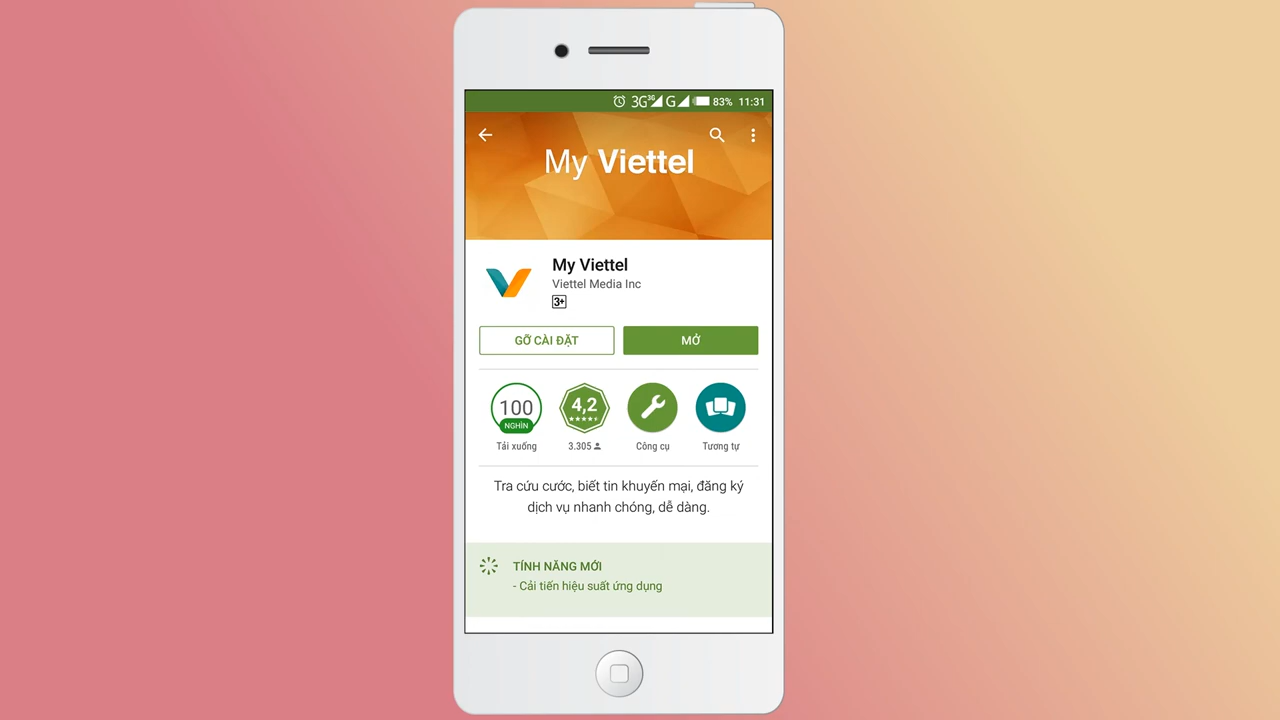 3G 3G G 83% 11:31
My Viettel
My Viettel
Viettel Media Inc
3+
GỠ CÀI ĐẶT MỞ
100 4,2
NGHÌN
Tải xuống 3.305 Công cụ Tương tự
Tra cứu cước, biết tin khuyến mại, đăng ký
dịch vụ nhanh chóng, dễ dàng.
TÍNH NĂNG MỚI
- Cải tiến hiệu suất ứng dụng